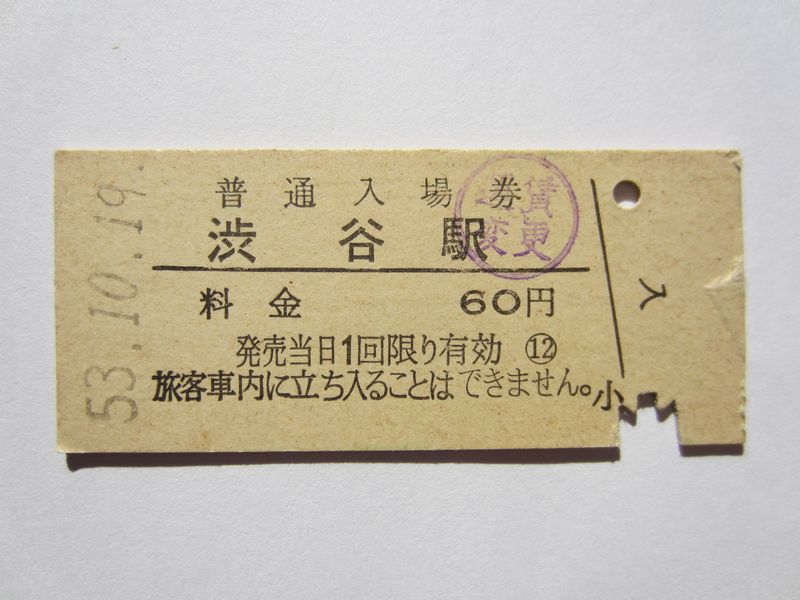 普通入場券
渋谷駅
料金 60円
発売当日1回限り有効 ⑫
旅客車内に立ち入ることはできません。
小
入
53.10.19.
運賃
変更